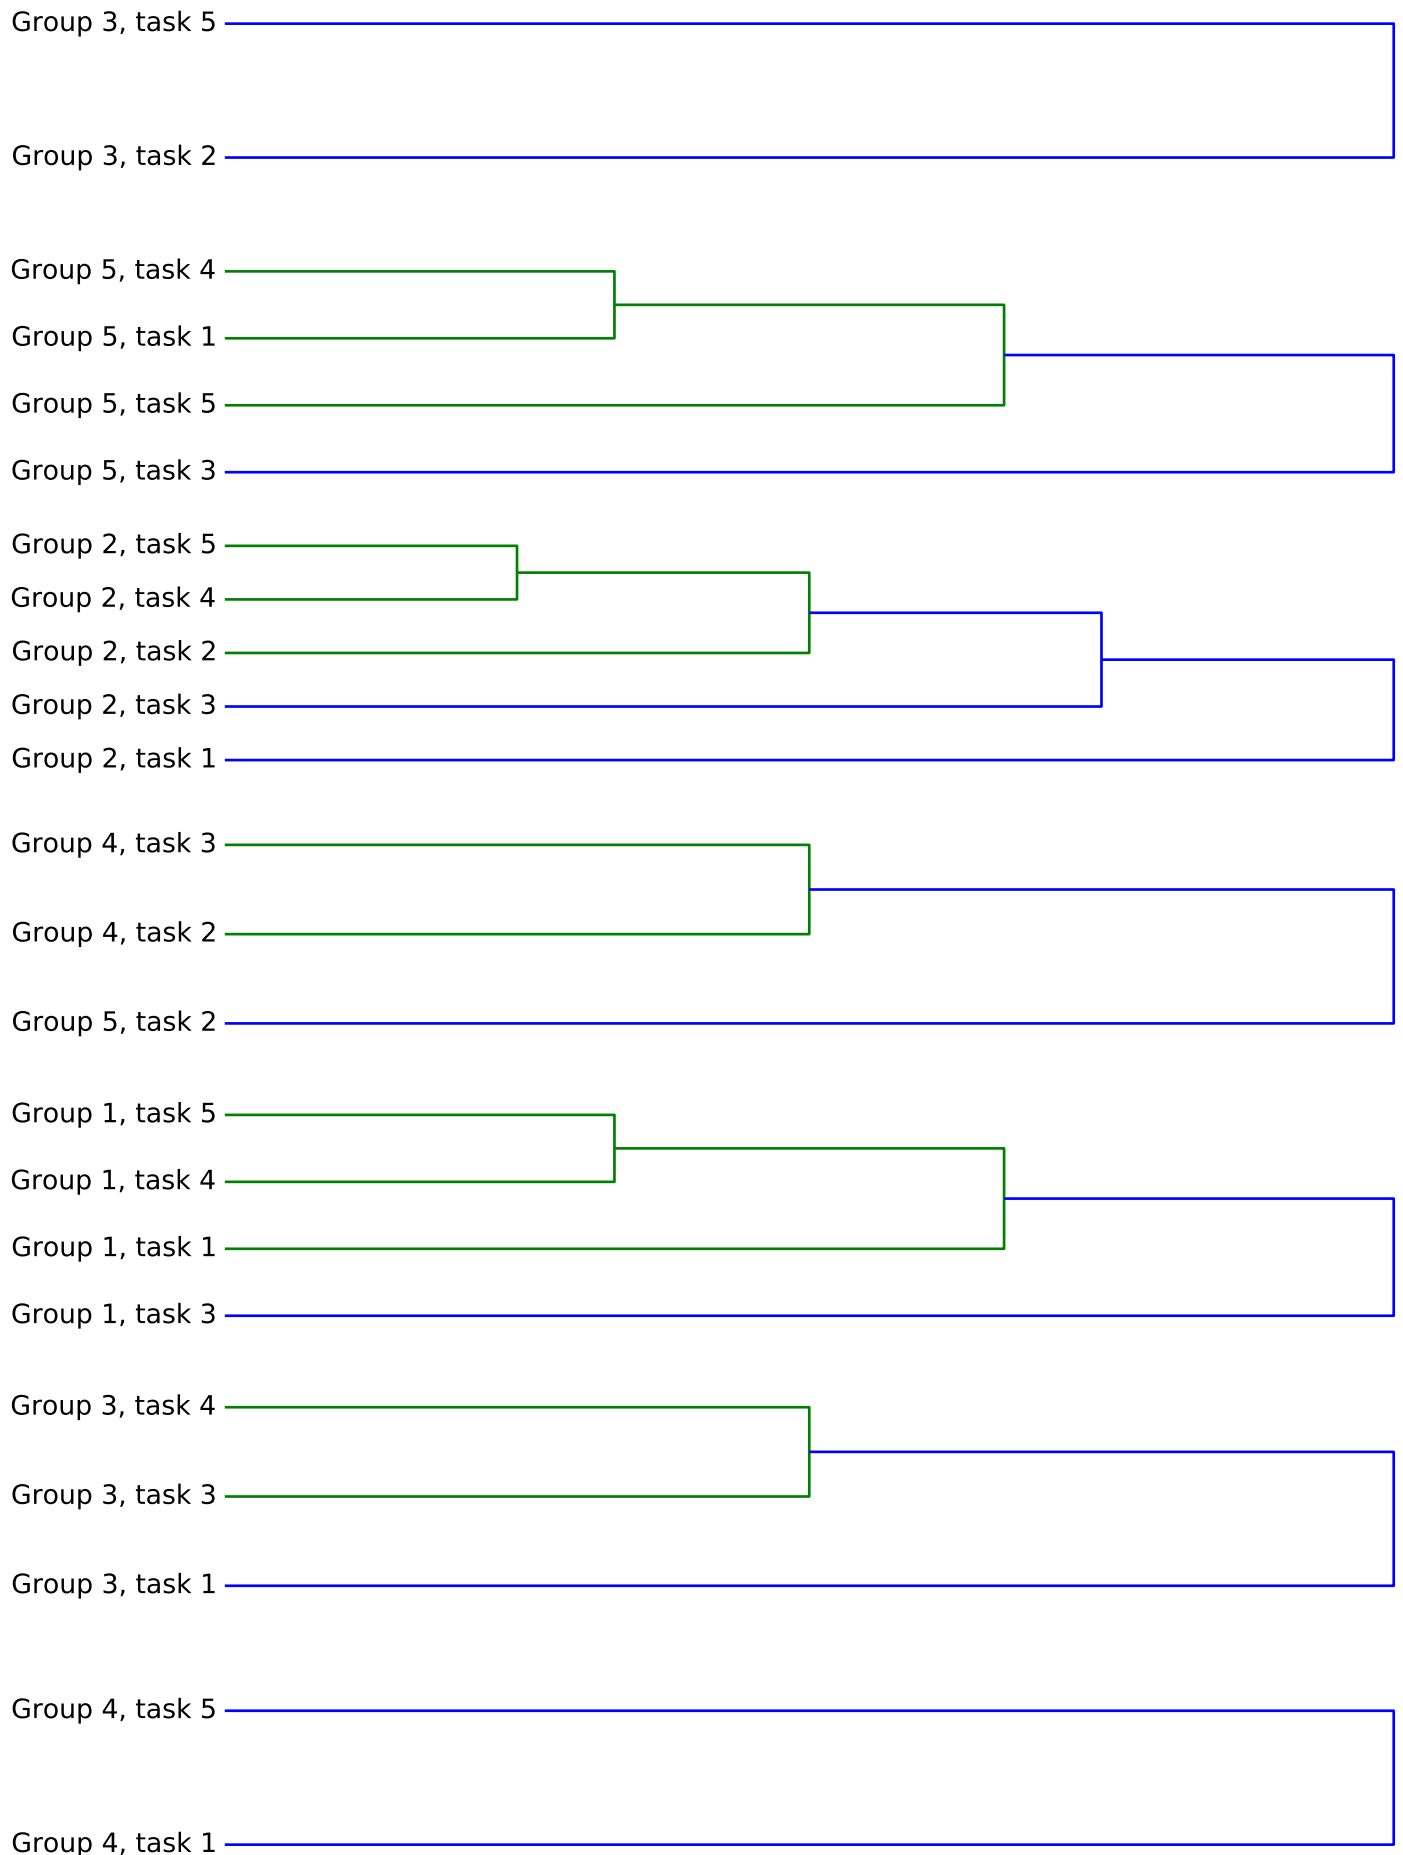 Group 3, task 5
Group 3, task 2
Group 5, task 4
Group 5, task 1
Group 5, task 5
Group 5, task 3
Group 2, task 5
Group 2, task 4
Group 2, task 2
Group 2, task 3
Group 2, task 1
Group 4, task 3
Group 4, task 2
Group 5, task 2
Group 1, task 5
Group 1, task 4
Group 1, task 1
Group 1, task 3
Group 3, task 4
Group 3, task 3
Group 3, task 1
Group 4, task 5
Group 4, task 1